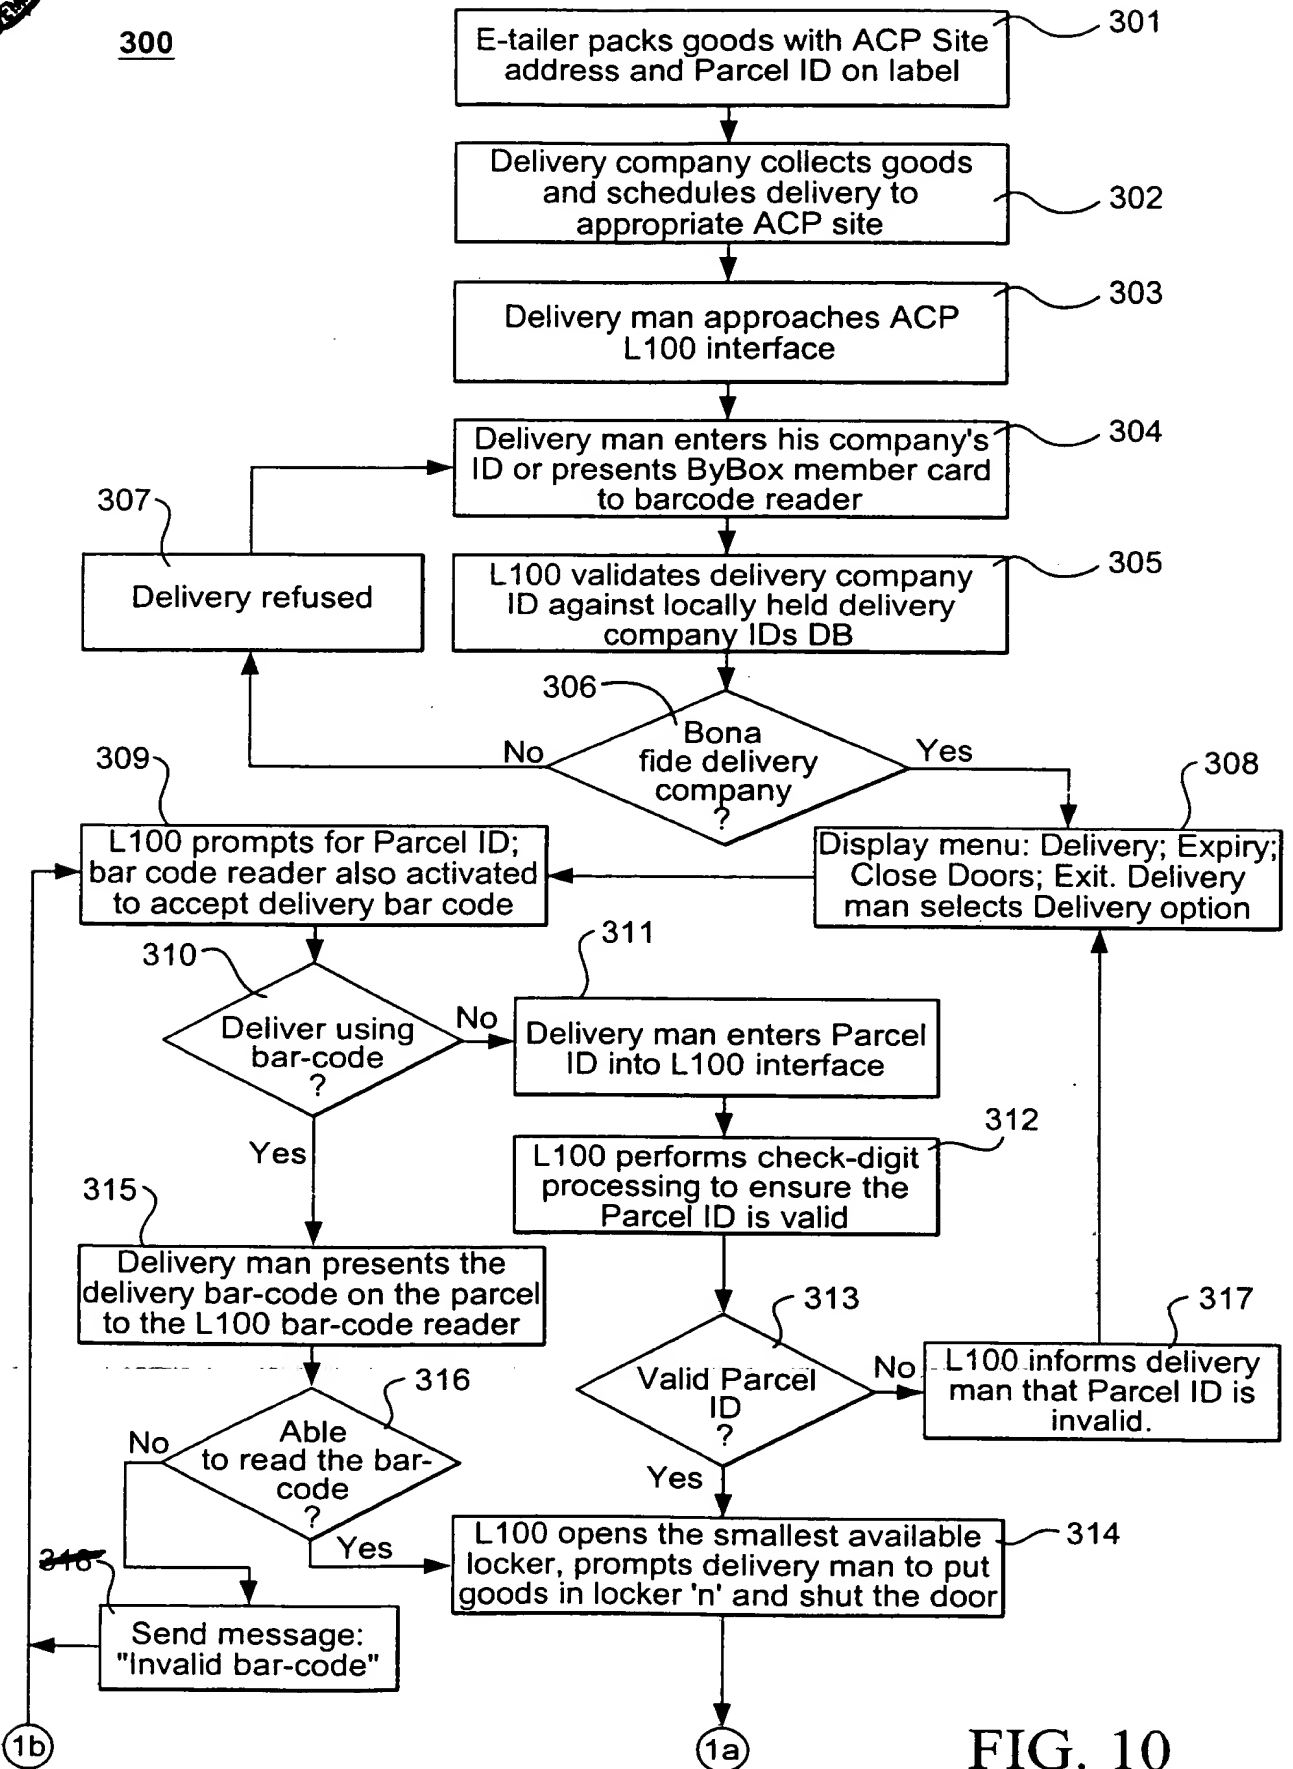 300
301
E-tailer packs goods with ACP Site
address and Parcel ID on label
Delivery company collects goods
and schedules delivery to
appropriate ACP site
302
303
Delivery man approaches ACP
L100 interface
304
Delivery man enters his company's
ID or presents ByBox member card
to barcode reader
307
Delivery refused
305
L100 validates delivery company
ID against locally held delivery
company IDs DB
306
Bona
fide delivery
company
?
No
Yes
309
308
L100 prompts for Parcel ID;
bar code reader also activated
to accept delivery bar code
Display menu: Delivery; Expiry;
Close Doors; Exit. Delivery
man selects Delivery option
310
Deliver using
bar-code
?
No
Yes
311
Delivery man enters Parcel
ID into L100 interface
312
L100 performs check-digit
processing to ensure the
Parcel ID is valid
315
Delivery man presents the
delivery bar-code on the parcel
to the L100 bar-code reader
313
Valid Parcel
ID
?
No
Yes
317
L100 informs delivery
man that Parcel ID is
invalid.
316
Able
to read the bar-
code
?
No
Yes
314
L100 opens the smallest available
locker, prompts delivery man to put
goods in locker 'n' and shut the door
Send message:
"Invalid bar-code"
1b
1a
FIG. 10